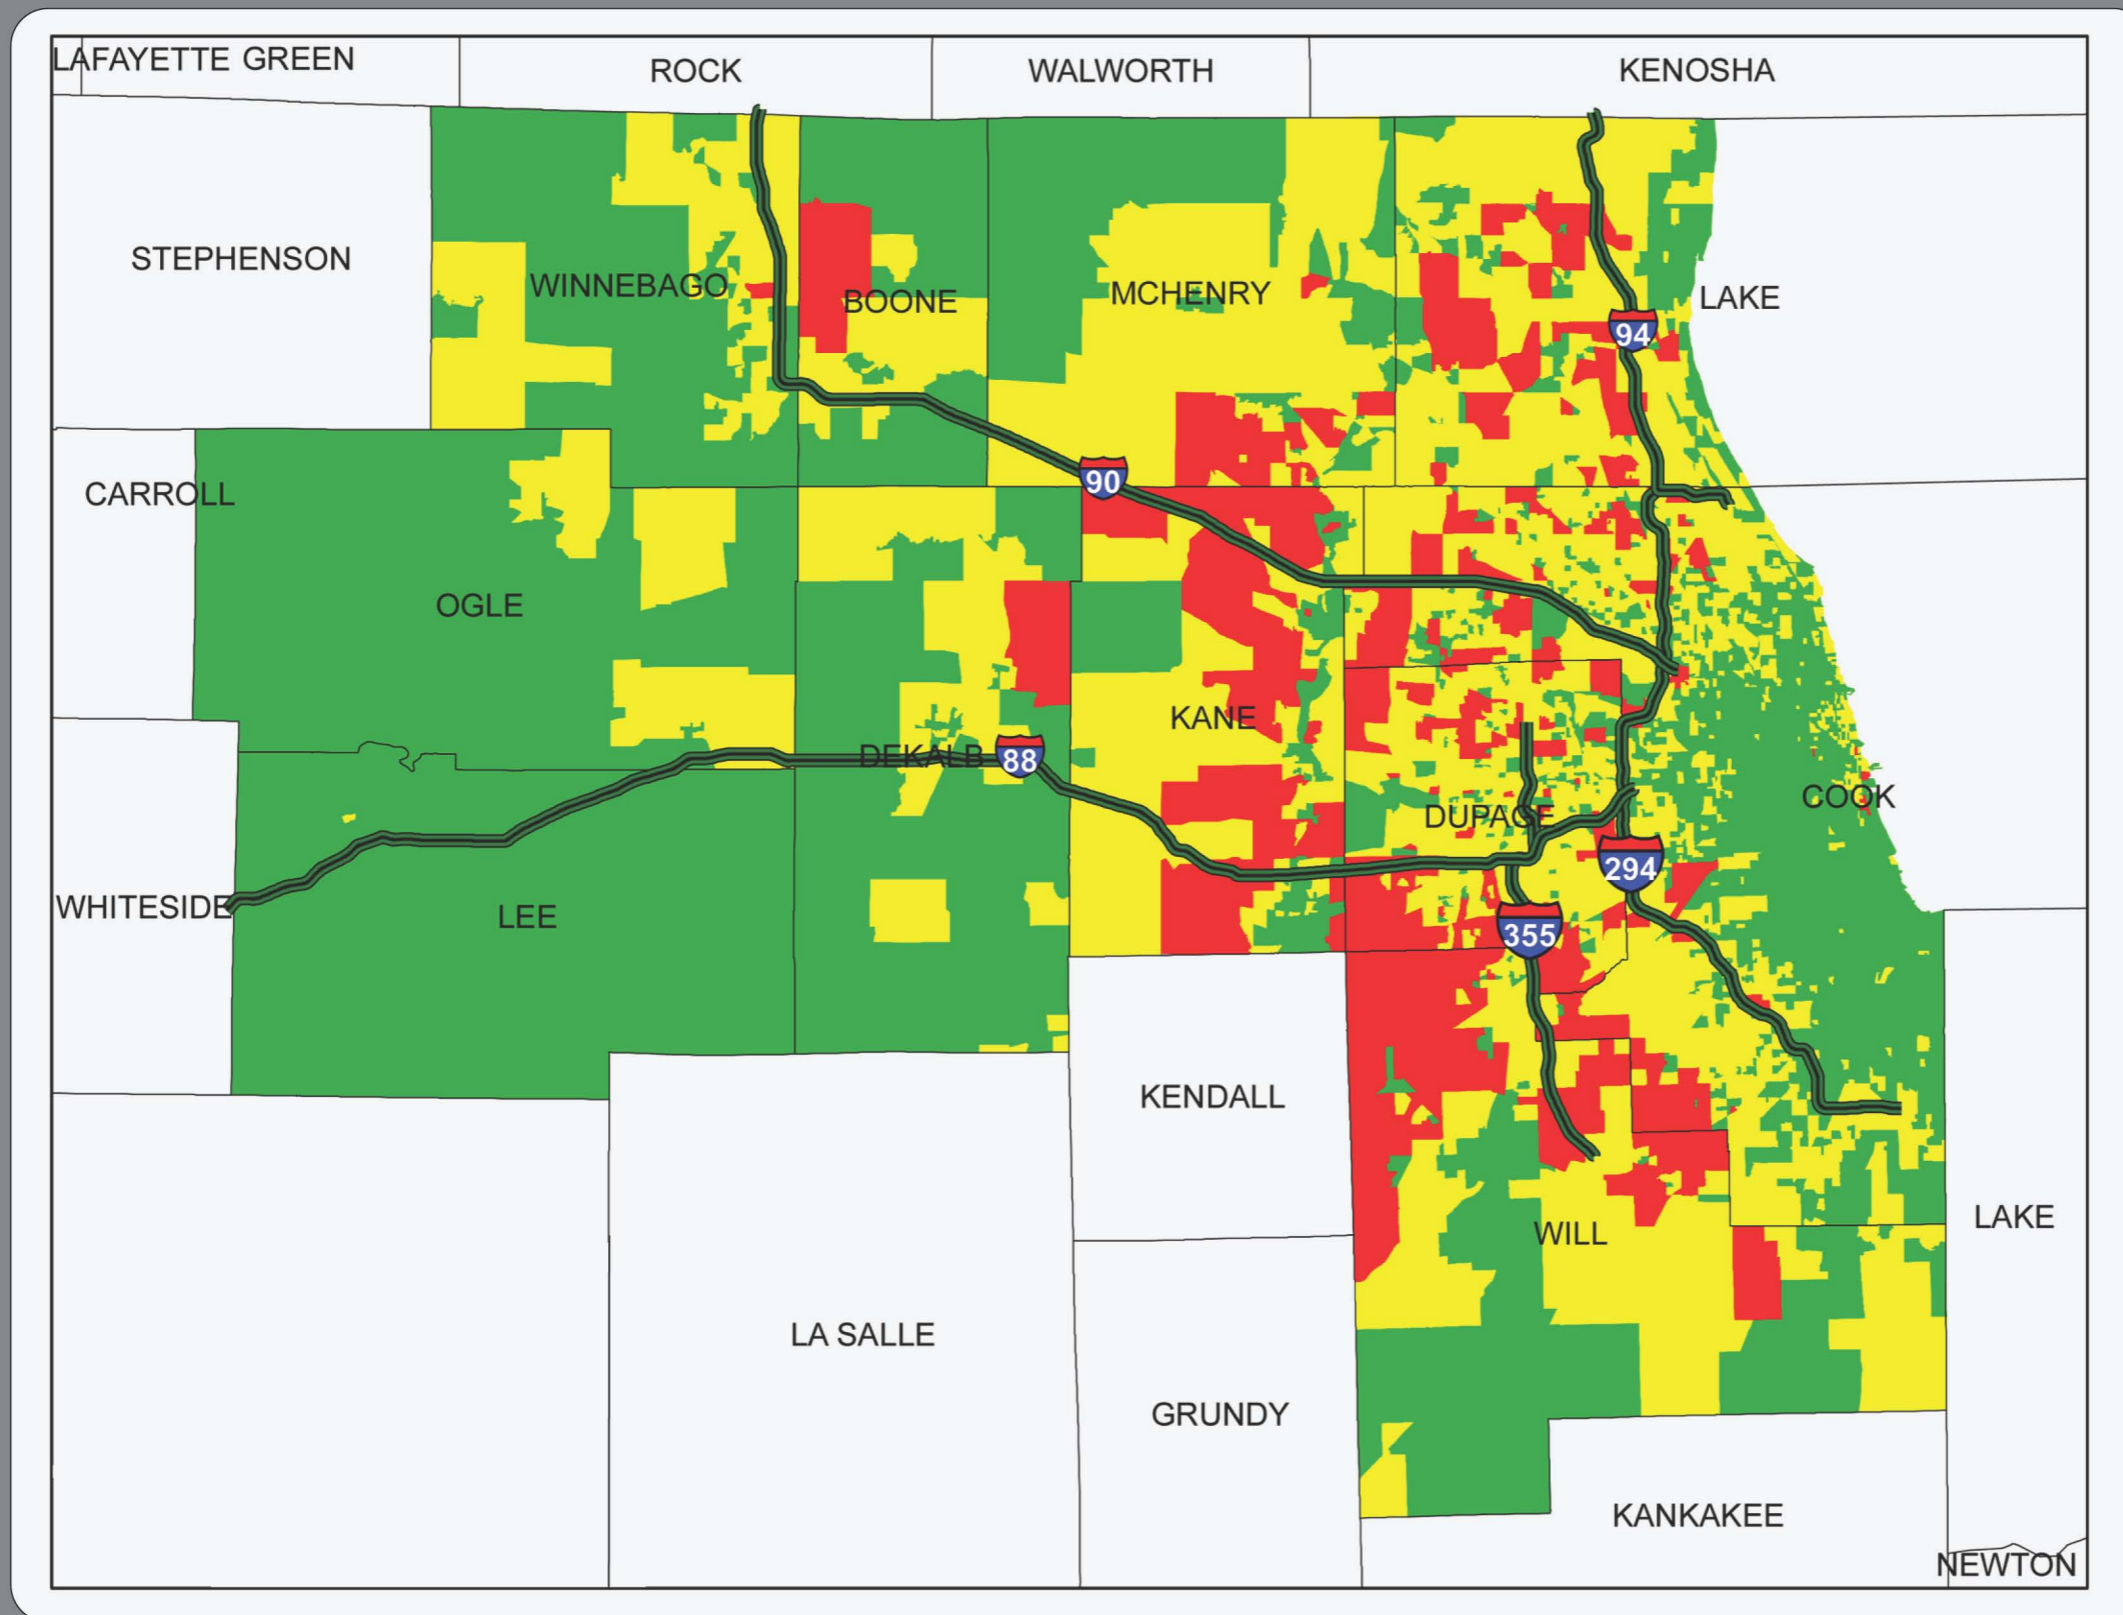 LAFAYETTE GREEN
ROCK
WALWORTH
KENOSHA
STEPHENSON
WINNEBAGO
BOONE
MCHENRY
LAKE
94
CARROLL
90
OGLE
KANE
DEKALB
88
DUPAGE
COOK
294
WHITESIDE
LEE
355
KENDALL
WILL
LAKE
LA SALLE
GRUNDY
KANKAKEE
NEWTON